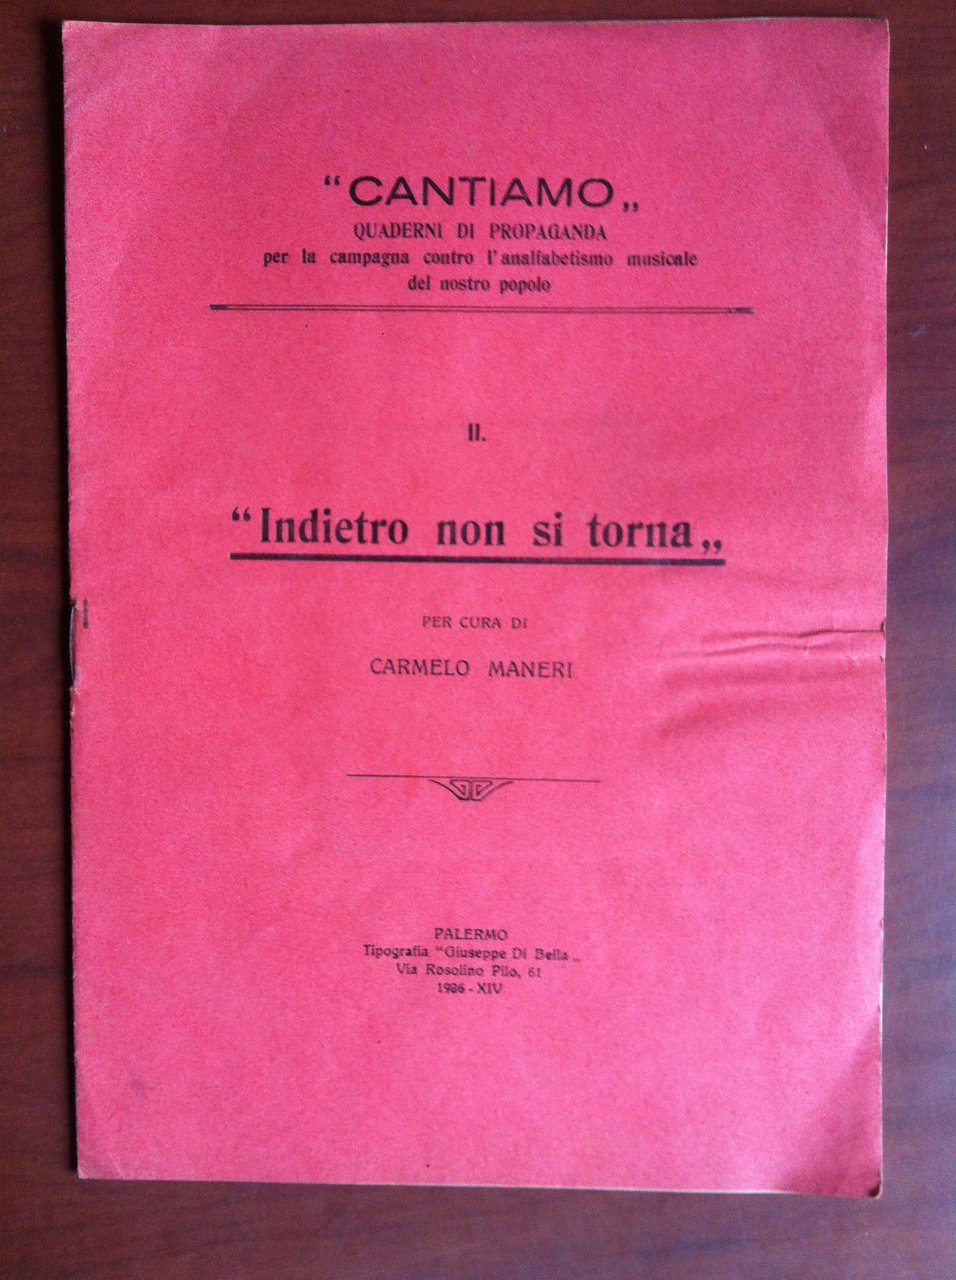 “CANTIAMO„
QUADERNI DI PROPAGANDA
per la campagna contro l'analfabetismo musicale
del nostro popolo
II.
“Indietro non si torna„
PER CURA DI
CARMELO MANERI
PALERMO
Tipografia “Giuseppe Di Bella„
Via Rosolino Pilo, 61
1936 - XIV